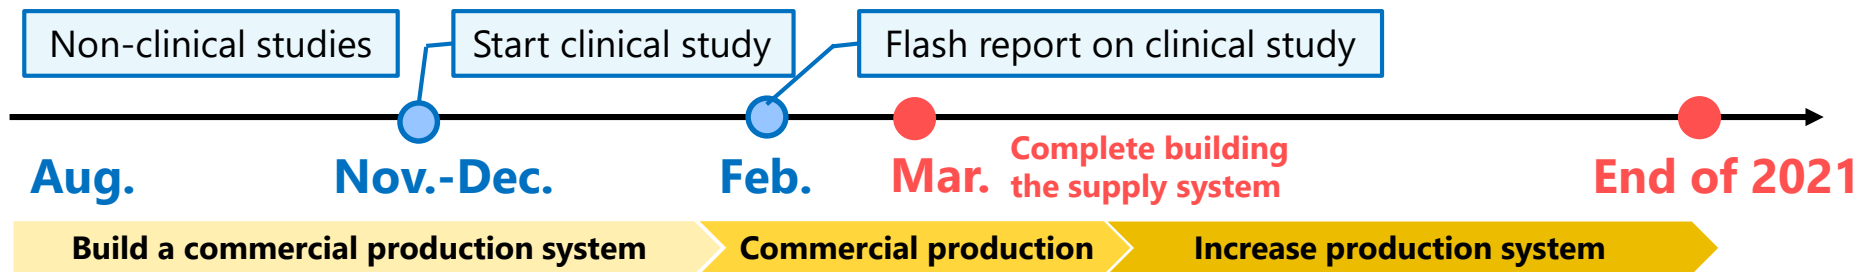 Non-clinical studies
Start clinical study
Flash report on clinical study
Aug.
Nov.-Dec.
Feb.
Mar.
Complete building
the supply system
End of 2021
Build a commercial production system
Commercial production
Increase production system